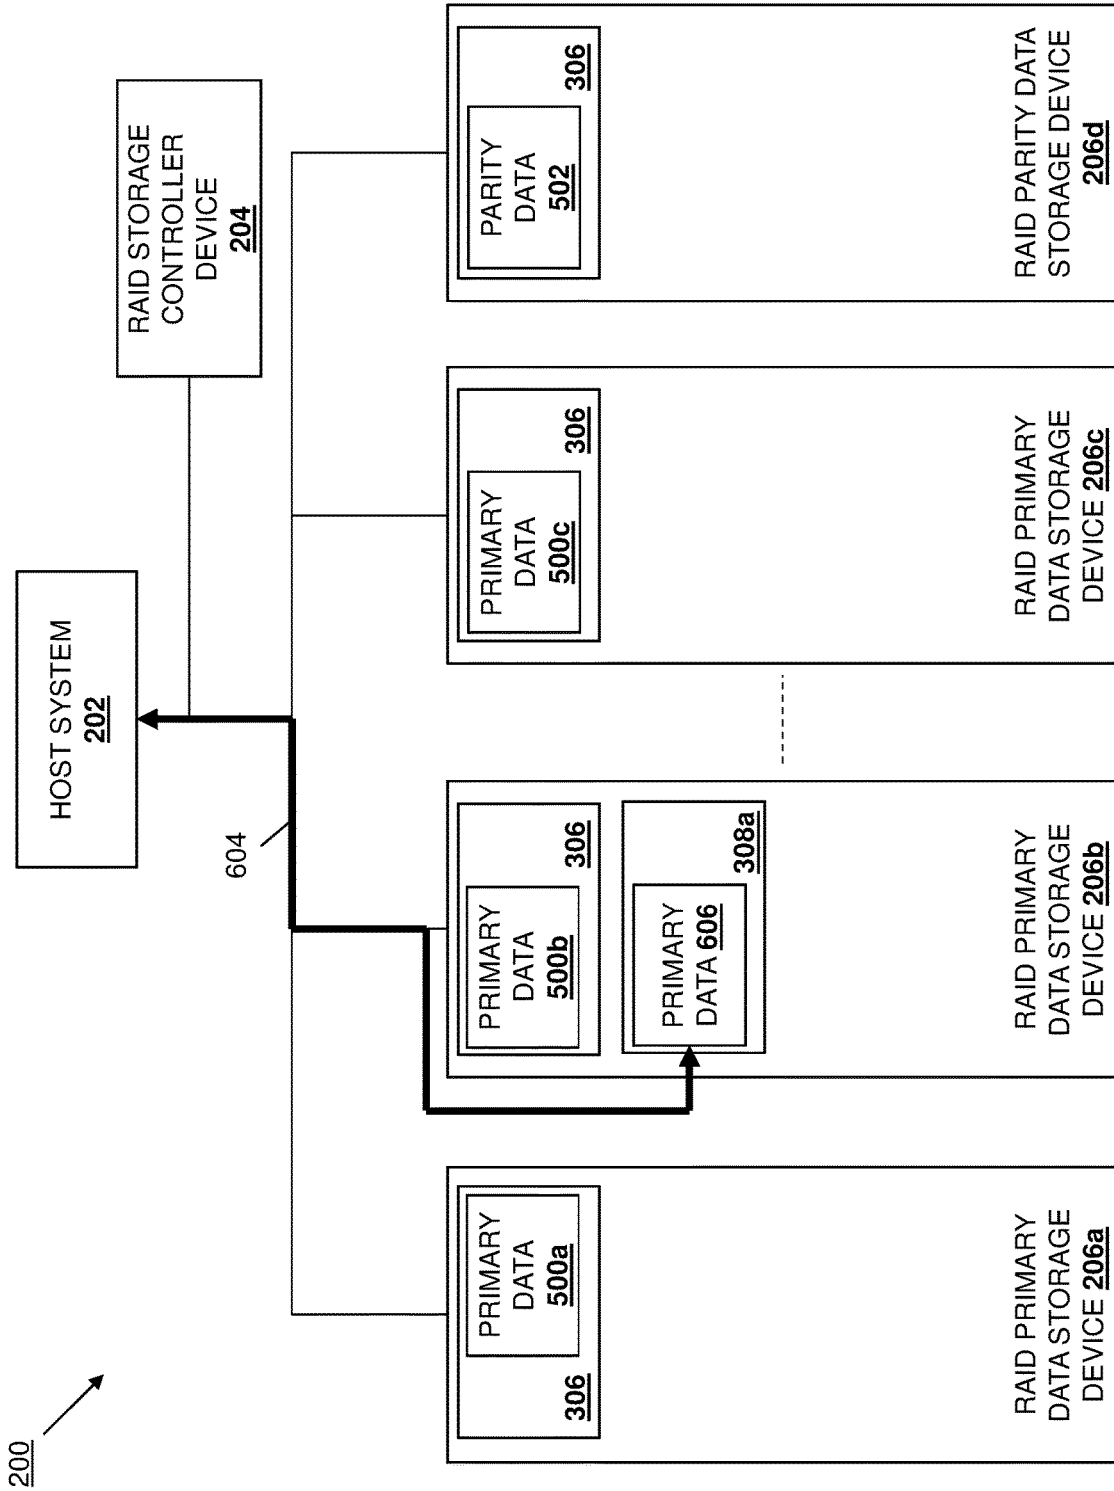 200
HOST SYSTEM
202
RAID STORAGE
CONTROLLER
DEVICE
204
604
PRIMARY
DATA
500a
306
PRIMARY
DATA
500b
306
PRIMARY
DATA 606
308a
PRIMARY
DATA
500c
306
PARITY
DATA
502
306
RAID PRIMARY
DATA STORAGE
DEVICE 206a
RAID PRIMARY
DATA STORAGE
DEVICE 206b
RAID PRIMARY
DATA STORAGE
DEVICE 206c
RAID PARITY DATA
STORAGE DEVICE
206d